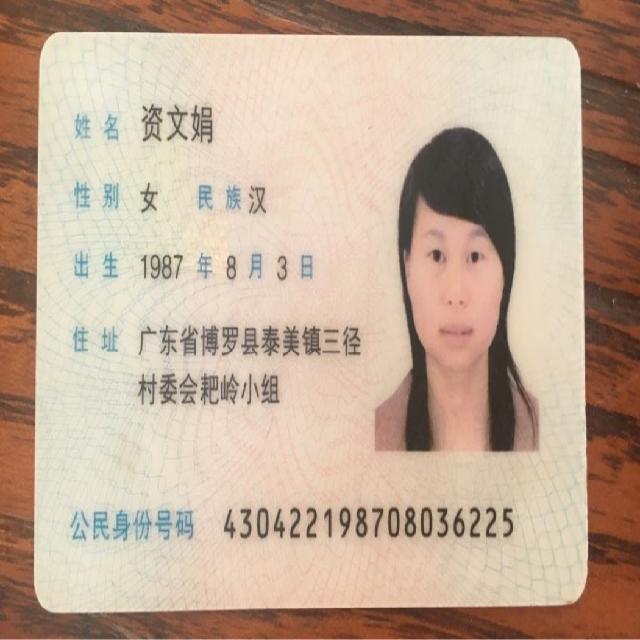 姓名 资文娟
性别 女 民族 汉
出生 1987 年 8 月 3 日
住址 广东省博罗县泰美镇三径
村委会耙岭小组
公民身份号码 430422198708036225